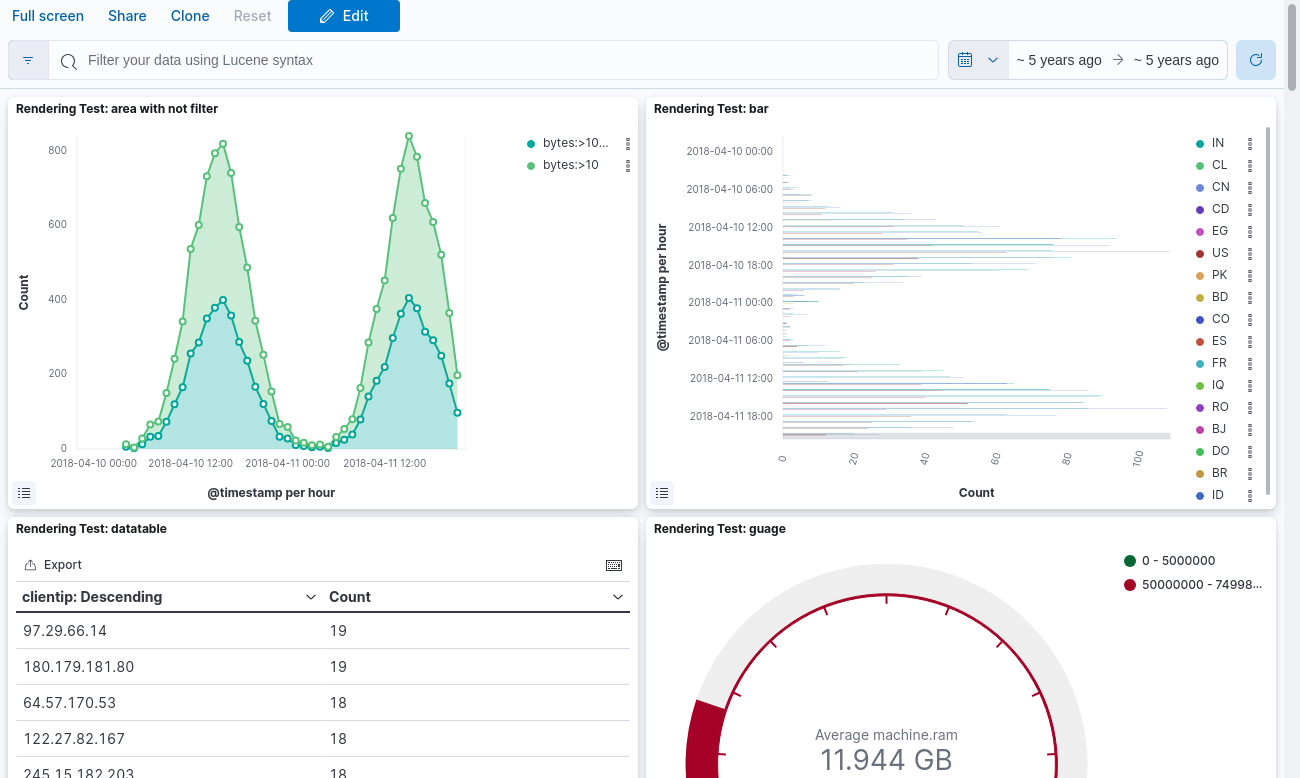 Full screen Share Clone Reset Edit
Filter your data using Lucene syntax
~ 5 years ago → ~ 5 years ago
Rendering Test: area with not filter
800
600
400
200
0
Count
2018-04-10 00:00 2018-04-10 12:00 2018-04-11 00:00 2018-04-11 12:00
@timestamp per hour
bytes:>10...
bytes:>10
Rendering Test: bar
@timestamp per hour
2018-04-10 00:00
2018-04-10 06:00
2018-04-10 12:00
2018-04-10 18:00
2018-04-11 00:00
2018-04-11 06:00
2018-04-11 12:00
2018-04-11 18:00
0 20 40 60 80 100
Count
IN
CL
CN
CD
EG
US
PK
BD
CO
ES
FR
IQ
RO
BJ
DO
BR
ID
Rendering Test: datatable
Export
clientip: Descending Count
97.29.66.14 19
180.179.181.80 19
64.57.170.53 18
122.27.82.167 18
245.15.182.203 18
Rendering Test: guage
0 - 5000000
50000000 - 74998...
Average machine.ram
11.944 GB